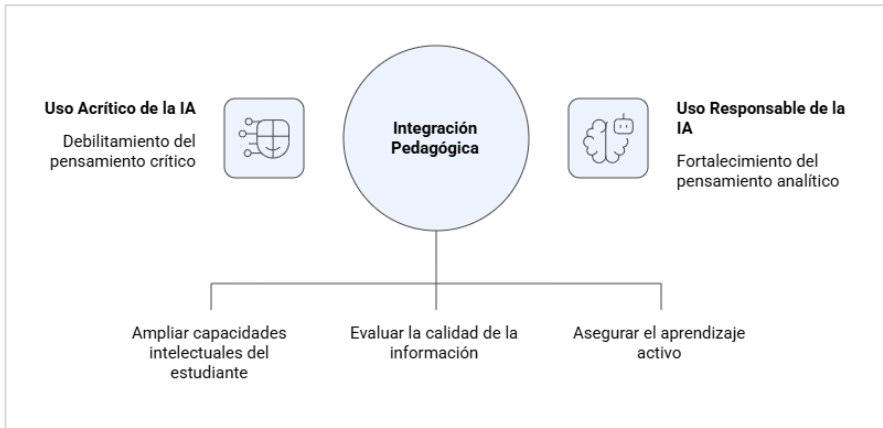 Uso Acrítico de la IA
Debilitamiento del
pensamiento crítico
Integración
Pedagógica
Uso Responsable de la
IA
Fortalecimiento del
pensamiento analítico
Ampliar capacidades
intelectuales del
estudiante
Evaluar la calidad de la
información
Asegurar el aprendizaje
activo